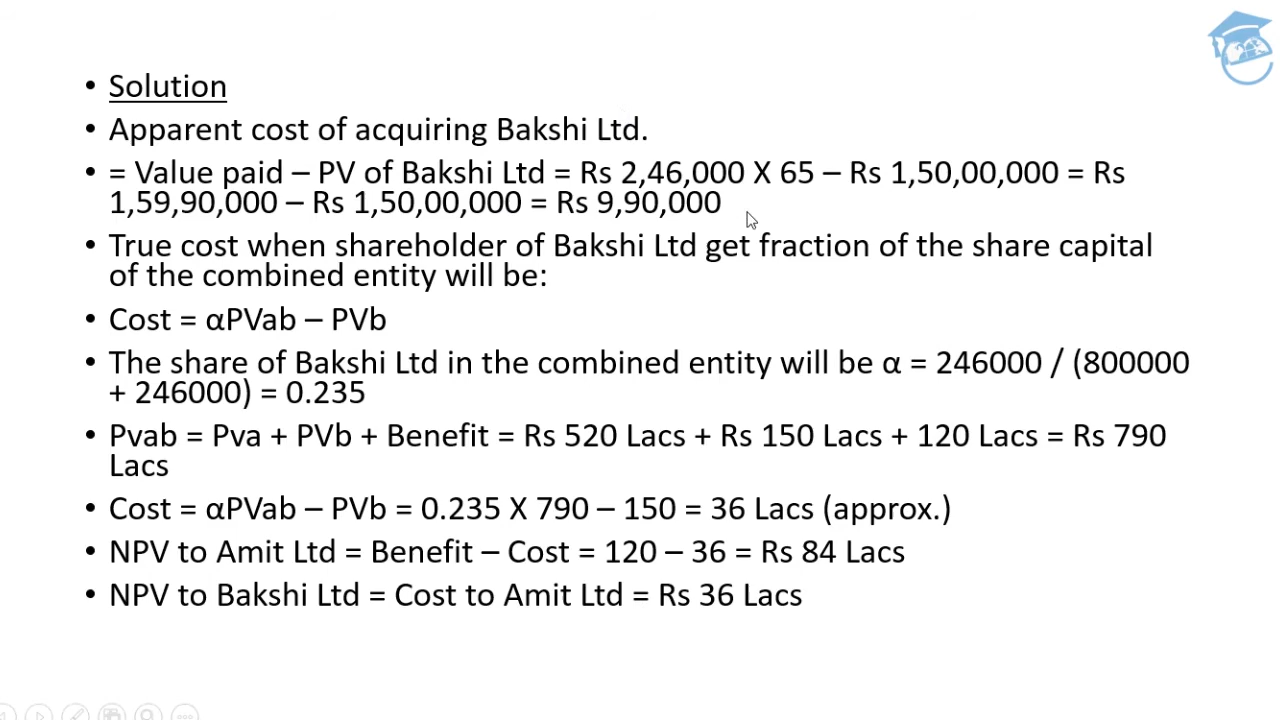 • Solution
• Apparent cost of acquiring Bakshi Ltd.
• = Value paid – PV of Bakshi Ltd = Rs 2,46,000 X 65 – Rs 1,50,00,000 = Rs
1,59,90,000 – Rs 1,50,00,000 = Rs 9,90,000
• True cost when shareholder of Bakshi Ltd get fraction of the share capital
of the combined entity will be:
• Cost = αPVab – PVb
• The share of Bakshi Ltd in the combined entity will be α = 246000 / (800000
+ 246000) = 0.235
• Pvab = Pva + PVb + Benefit = Rs 520 Lacs + Rs 150 Lacs + 120 Lacs = Rs 790
Lacs
• Cost = αPVab – PVb = 0.235 X 790 – 150 = 36 Lacs (approx.)
• NPV to Amit Ltd = Benefit – Cost = 120 – 36 = Rs 84 Lacs
• NPV to Bakshi Ltd = Cost to Amit Ltd = Rs 36 Lacs